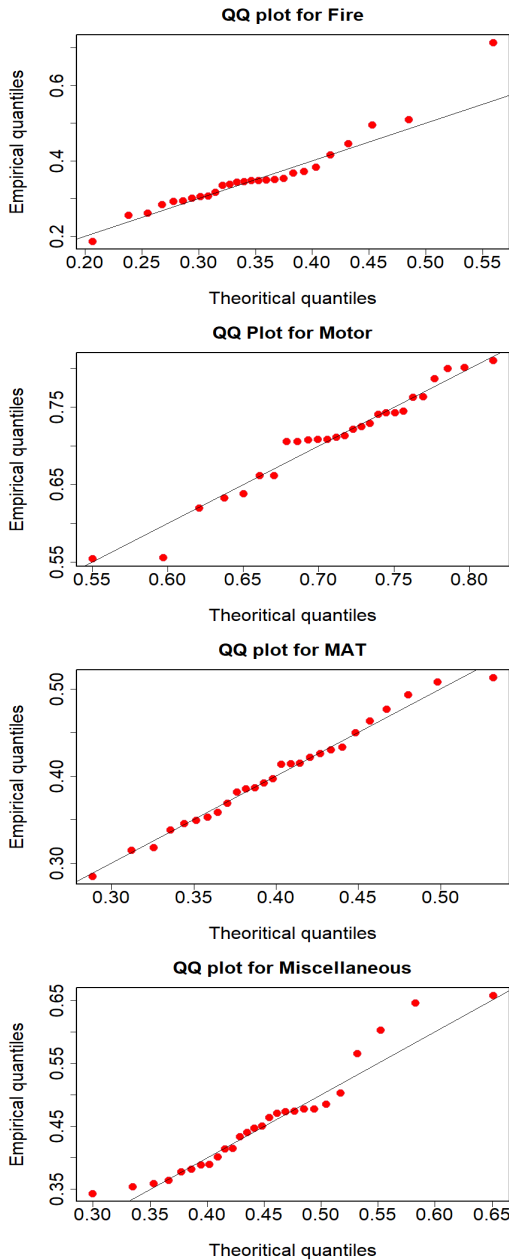 QQ plot for Fire
Empirical quantiles
0.6
0.4
0.2
0.20 0.25 0.30 0.35 0.40 0.45 0.50 0.55
Theoritical quantiles
QQ Plot for Motor
Empirical quantiles
0.75
0.65
0.55
0.55 0.60 0.65 0.70 0.75 0.80
Theoritical quantiles
QQ plot for MAT
Empirical quantiles
0.50
0.40
0.30
0.30 0.35 0.40 0.45 0.50
Theoritical quantiles
QQ plot for Miscellaneous
Empirical quantiles
0.65
0.55
0.45
0.35
0.30 0.35 0.40 0.45 0.50 0.55 0.60 0.65
Theoritical quantiles